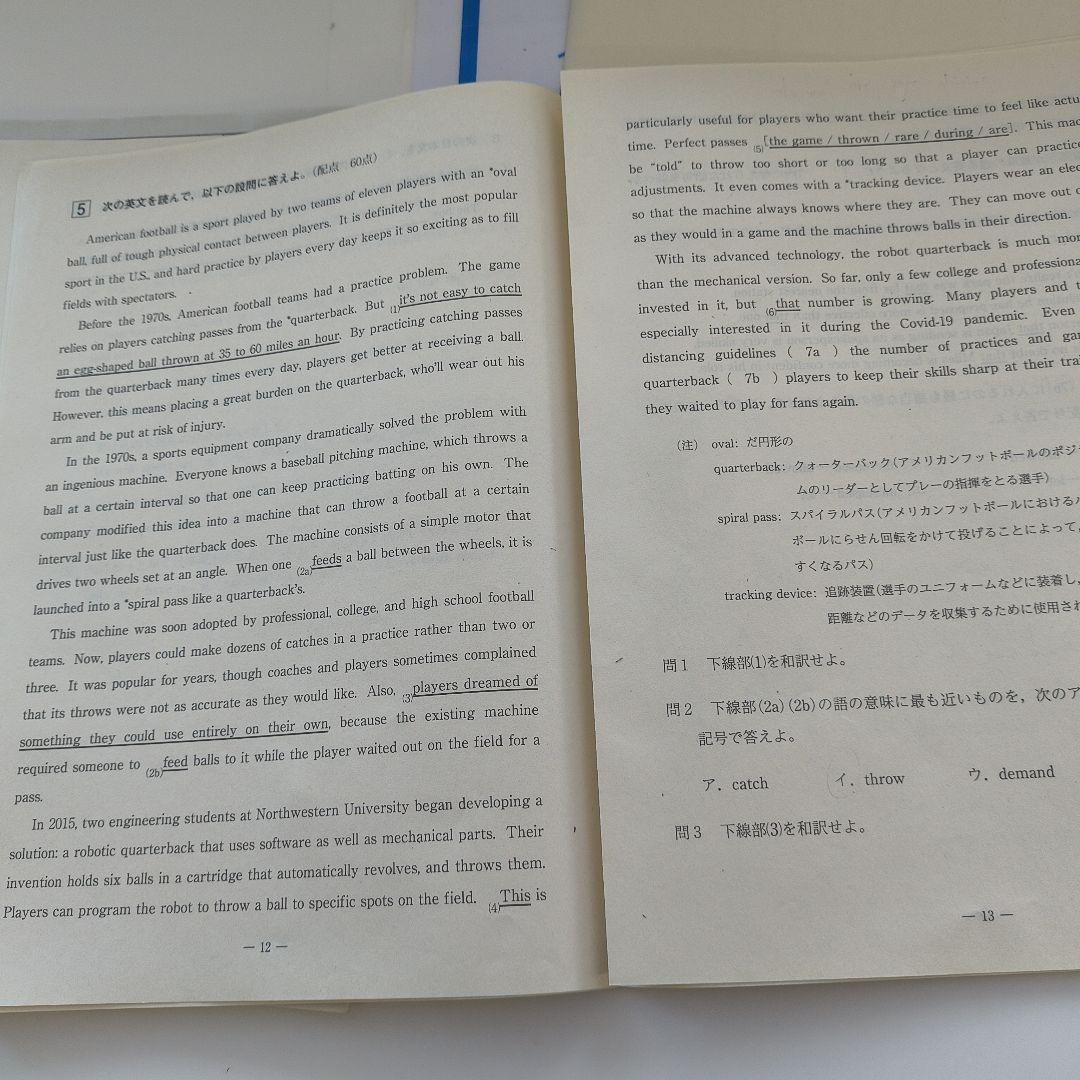 5 次の英文を読んで，以下の設問に答えよ。(配点 60点)
American football is a sport played by two teams of eleven players with an *oval
ball, full of tough physical contact between players. It is definitely the most popular
sport in the U.S., and hard practice by players every day keeps it so exciting as to fill
fields with spectators.
Before the 1970s, American football teams had a practice problem. The game
relies on players catching passes from the *quarterback. But (1)it's not easy to catch
an egg-shaped ball thrown at 35 to 60 miles an hour. By practicing catching passes
from the quarterback many times every day, players get better at receiving a ball.
However, this means placing a great burden on the quarterback, who'll wear out his
arm and be put at risk of injury.
In the 1970s, a sports equipment company dramatically solved the problem with
an ingenious machine. Everyone knows a baseball pitching machine, which throws a
ball at a certain interval so that one can keep practicing batting on his own. The
company modified this idea into a machine that can throw a football at a certain
interval just like the quarterback does. The machine consists of a simple motor that
drives two wheels set at an angle. When one (2a)feeds a ball between the wheels, it is
launched into a *spiral pass like a quarterback's.
This machine was soon adopted by professional, college, and high school football
teams. Now, players could make dozens of catches in a practice rather than two or
three. It was popular for years, though coaches and players sometimes complained
that its throws were not as accurate as they would like. Also, (3)players dreamed of
something they could use entirely on their own, because the existing machine
required someone to (2b)feed balls to it while the player waited out on the field for a
pass.
In 2015, two engineering students at Northwestern University began developing a
solution: a robotic quarterback that uses software as well as mechanical parts. Their
invention holds six balls in a cartridge that automatically revolves, and throws them.
Players can program the robot to throw a ball to specific spots on the field. (4)This is
— 12 —
particularly useful for players who want their practice time to feel like
time. Perfect passes (5)[the game / thrown / rare / during / are]. This
be "told" to throw too short or too long so that a player can practice
adjustments. It even comes with a *tracking device. Players wear an
so that the machine always knows where they are. They can move out
as they would in a game and the machine throws balls in their direction.
With its advanced technology, the robot quarterback is much
than the mechanical version. So far, only a few college and
invested in it, but (6)that number is growing. Many players and
especially interested in it during the Covid-19 pandemic. Even
distancing guidelines ( 7a ) the number of practices and
quarterback ( 7b ) players to keep their skills sharp at their
they waited to play for fans again.
(注) oval: だ円形の
quarterback: クォーターバック(アメリカンフットボールのポジ
ムのリーダーとしてプレーの指揮をとる選手)
spiral pass: スパイラルパス(アメリカンフットボールにおける
ボールにらせん回転をかけて投げることによって，
すくなるパス)
tracking device: 追跡装置(選手のユニフォームなどに装着し，
距離などのデータを収集するために使用され
問1 下線部(1)を和訳せよ。
問2 下線部(2a)(2b)の語の意味に最も近いものを，次のア
記号で答えよ。
ア．catch イ．throw ウ．demand
問3 下線部(3)を和訳せよ。
— 13 —